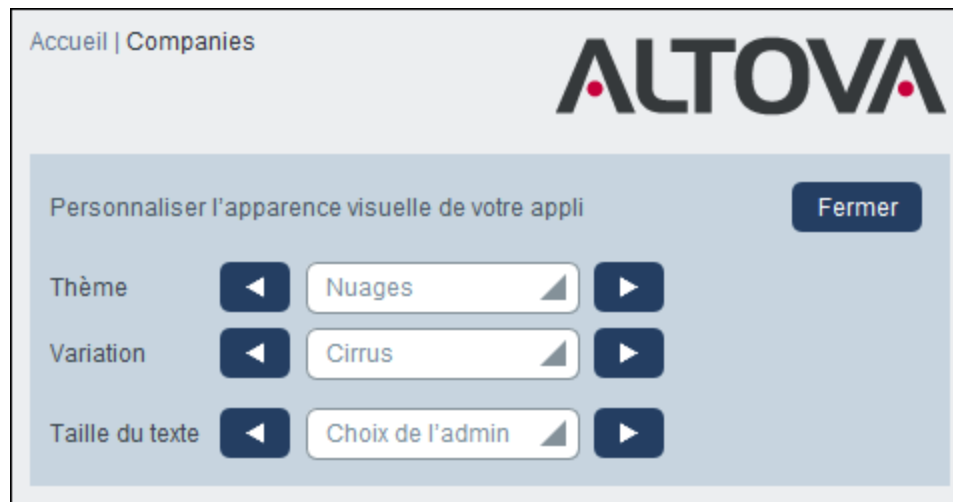 Accueil | Companies
ALTOVA
Personnaliser l'apparence visuelle de votre appli
Fermer
Thème
Nuages
Variation
Cirrus
Taille du texte
Choix de l'admin